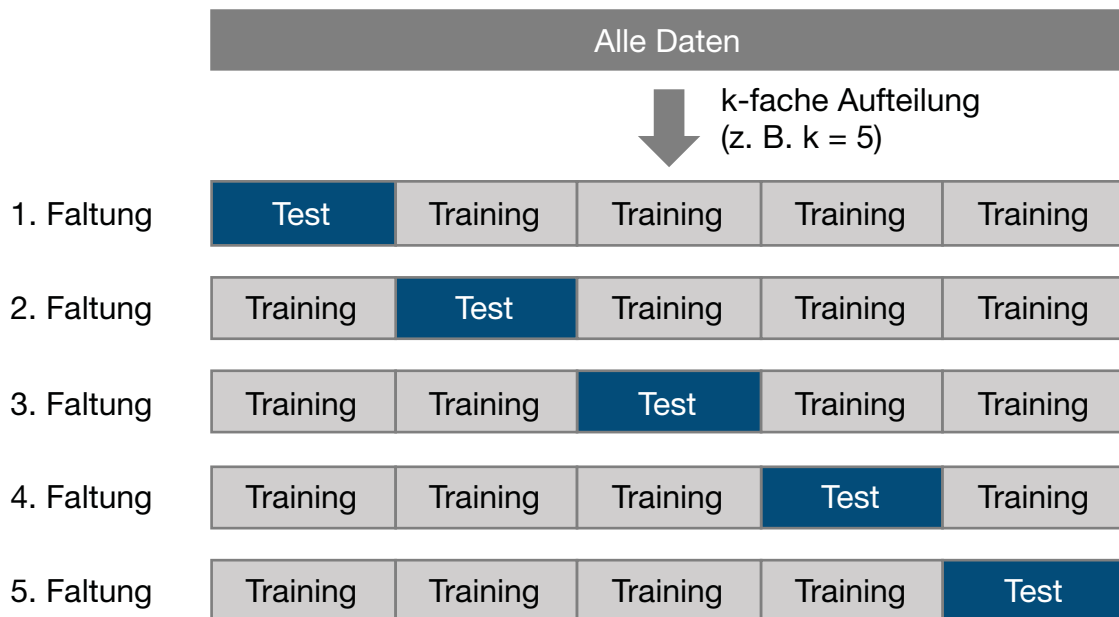 Alle Daten
k-fache Aufteilung
(z. B. k = 5)
1. Faltung Test Training Training Training Training
2. Faltung Training Test Training Training Training
3. Faltung Training Training Test Training Training
4. Faltung Training Training Training Test Training
5. Faltung Training Training Training Training Test